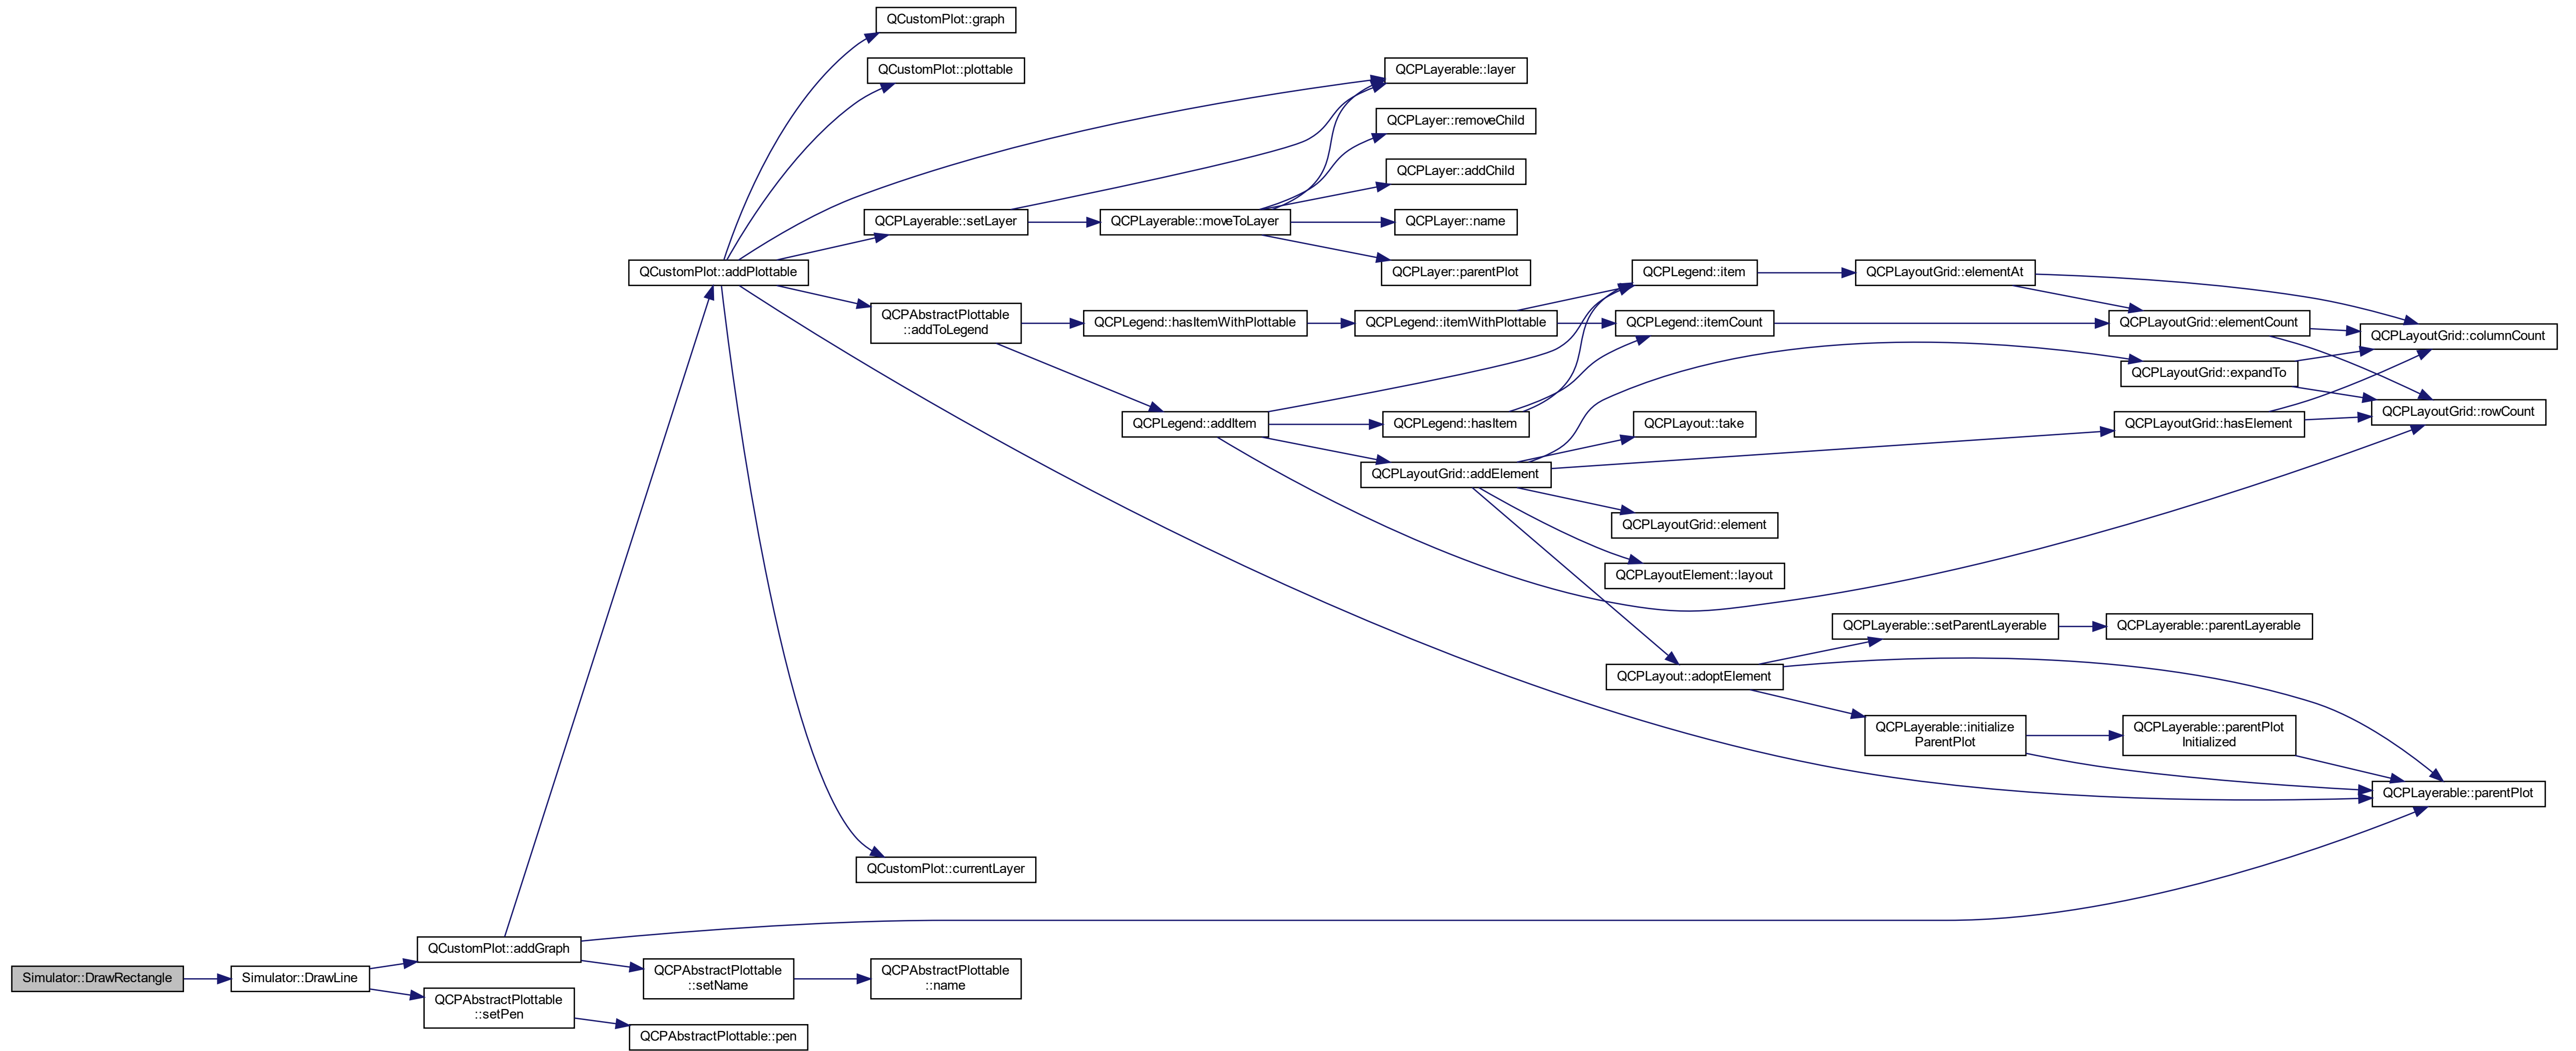 QCustomPlot::graph
QCustomPlot::plottable
QCPLayerable::layer
QCPLayer::removeChild
QCPLayer::addChild
QCPLayerable::setLayer
QCPLayerable::moveToLayer
QCPLayer::name
QCustomPlot::addPlottable
QCPLayer::parentPlot
QCPLegend::item
QCPLayoutGrid::elementAt
QCPAbstractPlottable
::addToLegend
QCPLegend::hasItemWithPlottable
QCPLegend::itemWithPlottable
QCPLegend::itemCount
QCPLayoutGrid::elementCount
QCPLayoutGrid::columnCount
QCPLayoutGrid::expandTo
QCPLayoutGrid::rowCount
QCPLegend::addItem
QCPLegend::hasItem
QCPLayout::take
QCPLayoutGrid::hasElement
QCPLayoutGrid::addElement
QCPLayoutGrid::element
QCPLayoutElement::layout
QCPLayerable::setParentLayerable
QCPLayerable::parentLayerable
QCPLayout::adoptElement
QCPLayerable::initialize
ParentPlot
QCPLayerable::parentPlot
Initialized
QCPLayerable::parentPlot
QCustomPlot::currentLayer
QCustomPlot::addGraph
Simulator::DrawRectangle
Simulator::DrawLine
QCPAbstractPlottable
::setName
QCPAbstractPlottable
::name
QCPAbstractPlottable
::setPen
QCPAbstractPlottable::pen